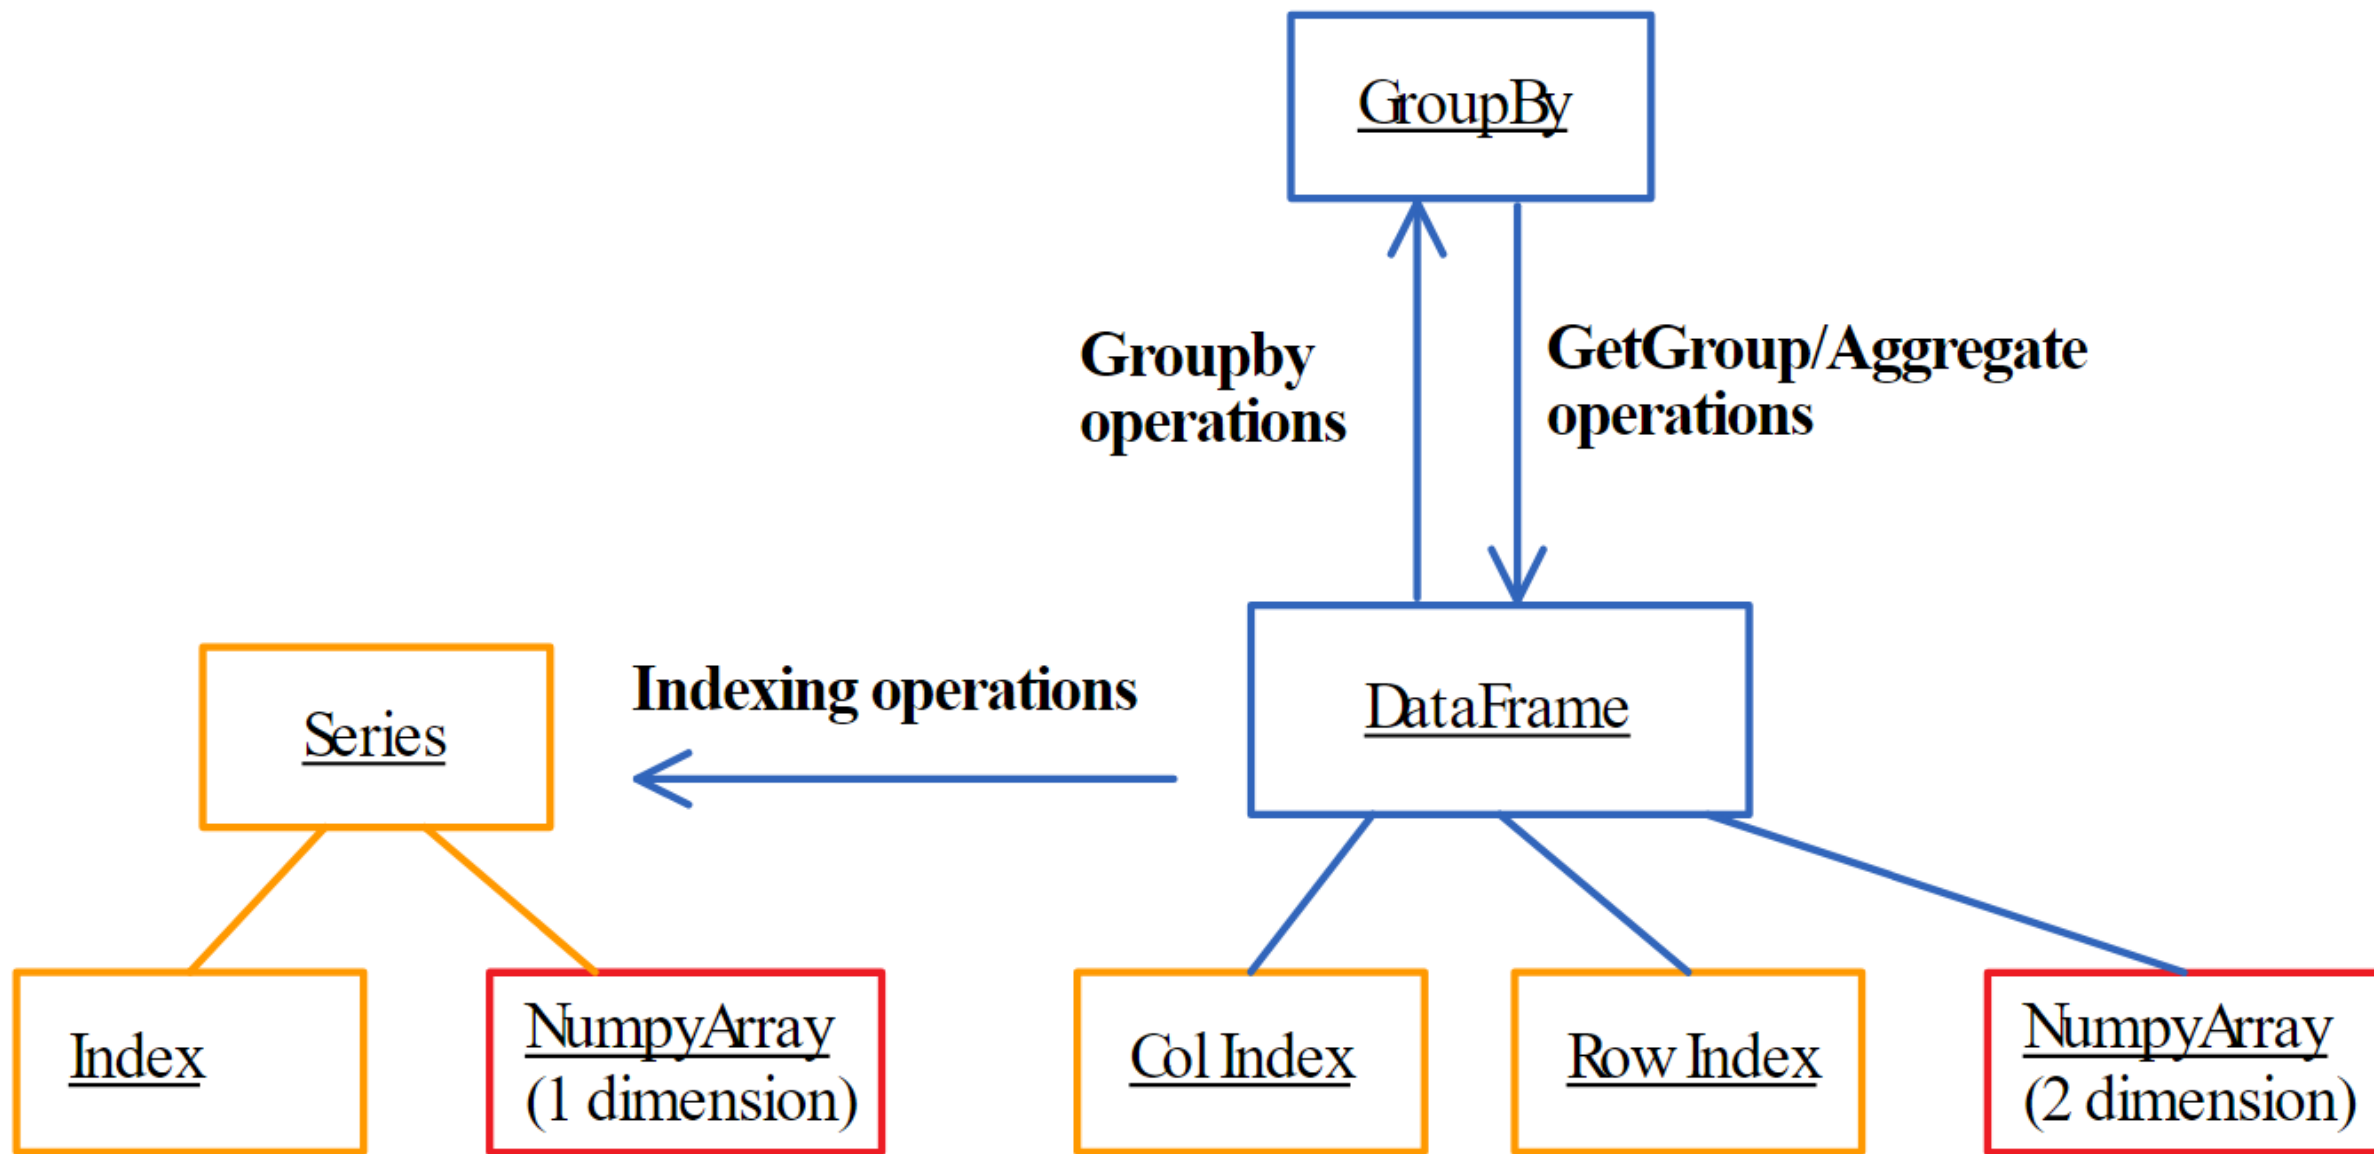 GroupBy
Groupby
operations
GetGroup/Aggregate
operations
Series
Indexing operations
DataFrame
Index
NumpyArray
(1 dimension)
Col Index
Row Index
NumpyArray
(2 dimension)